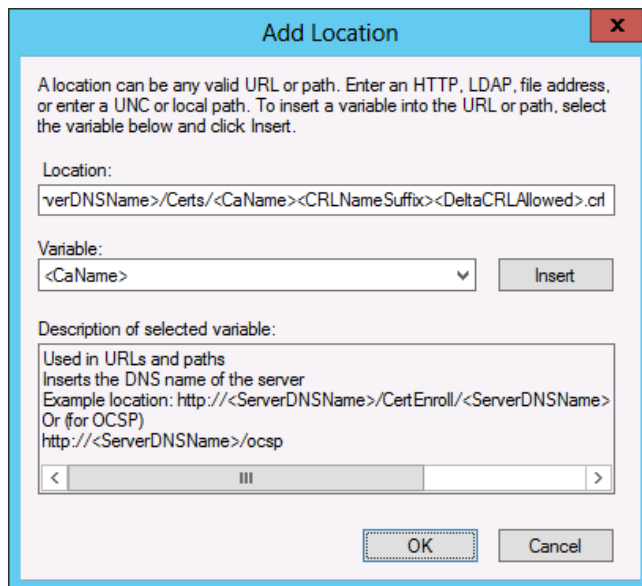 Add Location
x
A location can be any valid URL or path. Enter an HTTP, LDAP, file address,
or enter a UNC or local path. To insert a variable into the URL or path, select
the variable below and click Insert.
Location:
verDNSName>/Certs/<CaName><CRLNameSuffix><DeltaCRLAllowed>.crl
Variable:
<CaName>
Insert
Description of selected variable:
Used in URLs and paths
Inserts the DNS name of the server
Example location: http://<ServerDNSName>/CertEnroll/<ServerDNSName>
Or (for OCSP)
http://<ServerDNSName>/ocsp
OK
Cancel